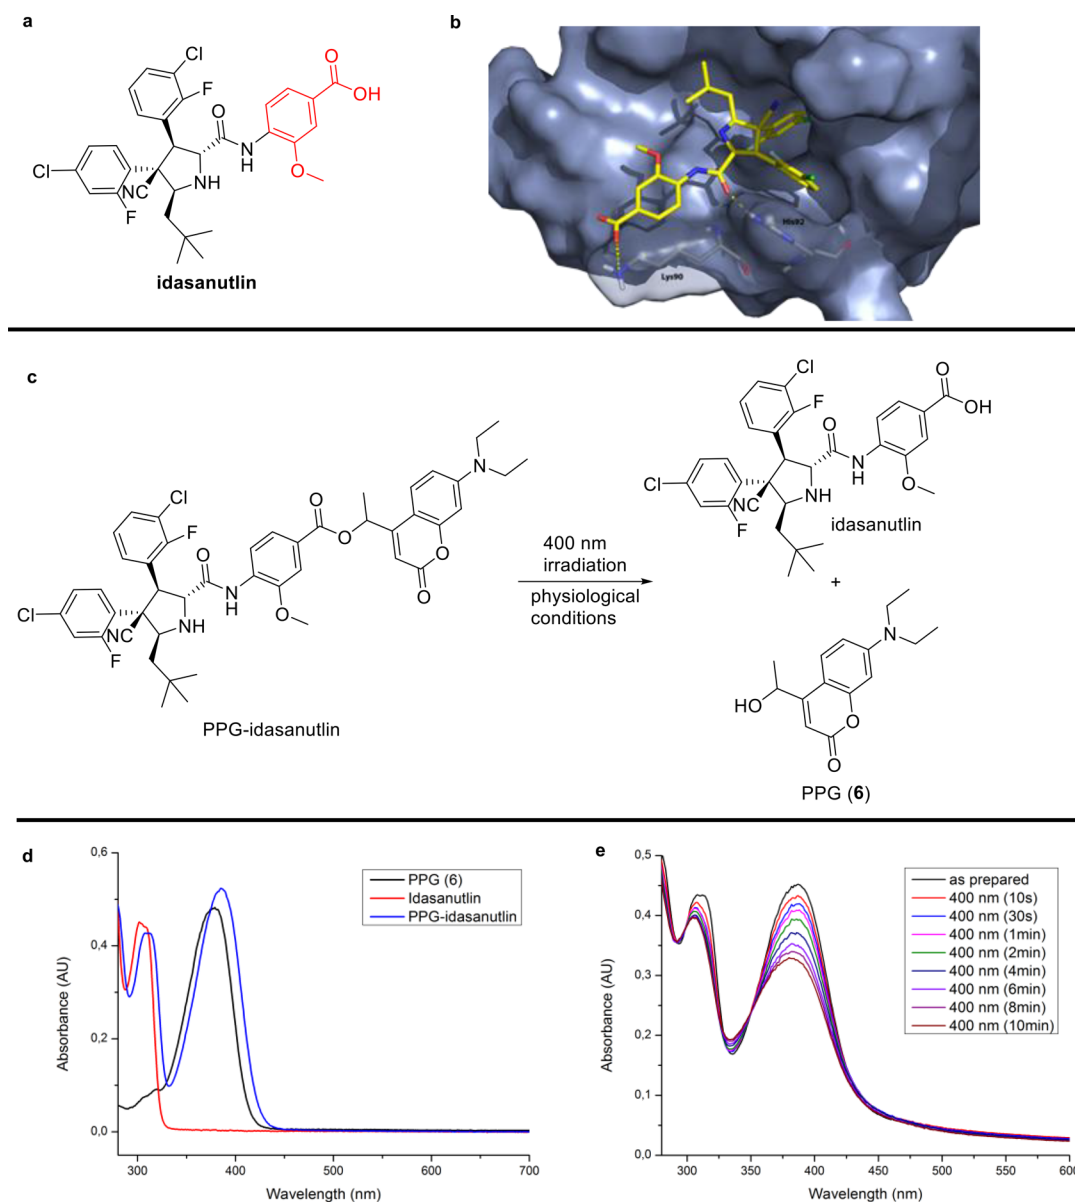 a
Cl
F
O
OH
O
N
H
O
Cl
NC
NH
F
idasanutlin
b
His92
Lys90
c
Cl
F
O
N
H
O
O
O
N
O
O
Cl
NC
NH
F
PPG-idasanutlin
400 nm
irradiation
physiological
conditions
Cl
F
O
OH
O
N
H
O
Cl
NC
NH
F
idasanutlin
+
N
HO
O
O
PPG (6)
d
0,6
0,4
0,2
0,0
Absorbance (AU)
300
400
500
600
700
Wavelength (nm)
PPG (6)
Idasanutlin
PPG-idasanutlin
e
0,5
0,4
0,3
0,2
0,1
0,0
Absorbance (AU)
300
350
400
450
500
550
600
Wavelength (nm)
as prepared
400 nm (10s)
400 nm (30s)
400 nm (1min)
400 nm (2min)
400 nm (4min)
400 nm (6min)
400 nm (8min)
400 nm (10min)